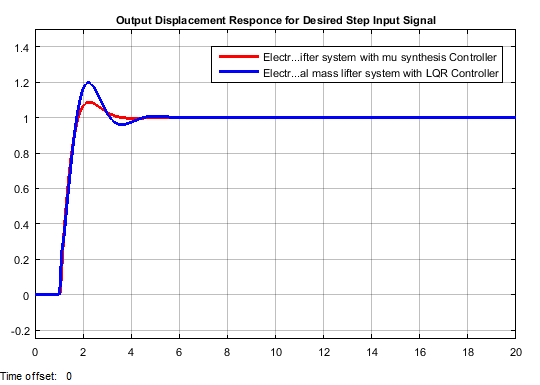 Output Displacement Responce for Desired Step Input Signal
Electr...ifter system with mu synthesis Controller
Electr...al mass lifter system with LQR Controller
1.4
1.2
1
0.8
0.6
0.4
0.2
0
-0.2
0 2 4 6 8 10 12 14 16 18 20
Time offset: 0